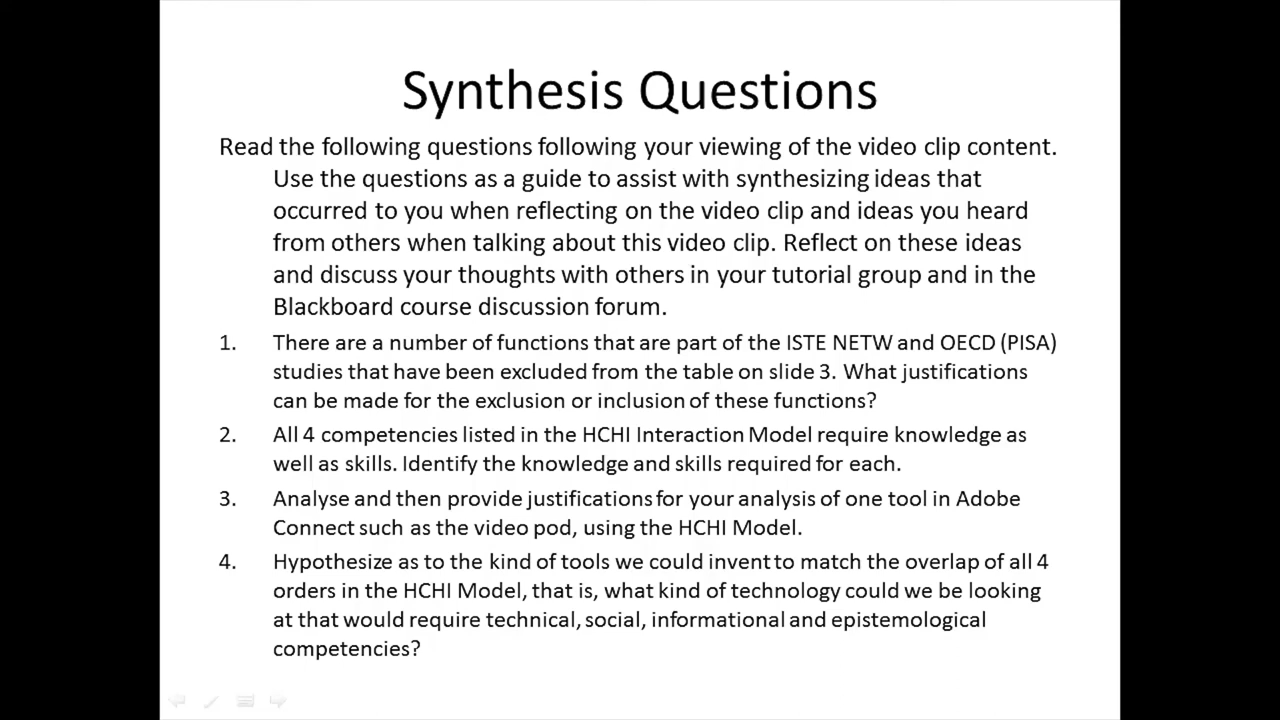 Synthesis Questions
Read the following questions following your viewing of the video clip content.
Use the questions as a guide to assist with synthesizing ideas that
occurred to you when reflecting on the video clip and ideas you heard
from others when talking about this video clip. Reflect on these ideas
and discuss your thoughts with others in your tutorial group and in the
Blackboard course discussion forum.
1. There are a number of functions that are part of the ISTE NETW and OECD (PISA)
studies that have been excluded from the table on slide 3. What justifications
can be made for the exclusion or inclusion of these functions?
2. All 4 competencies listed in the HCHI Interaction Model require knowledge as
well as skills. Identify the knowledge and skills required for each.
3. Analyse and then provide justifications for your analysis of one tool in Adobe
Connect such as the video pod, using the HCHI Model.
4. Hypothesize as to the kind of tools we could invent to match the overlap of all 4
orders in the HCHI Model, that is, what kind of technology could we be looking
at that would require technical, social, informational and epistemological
competencies?